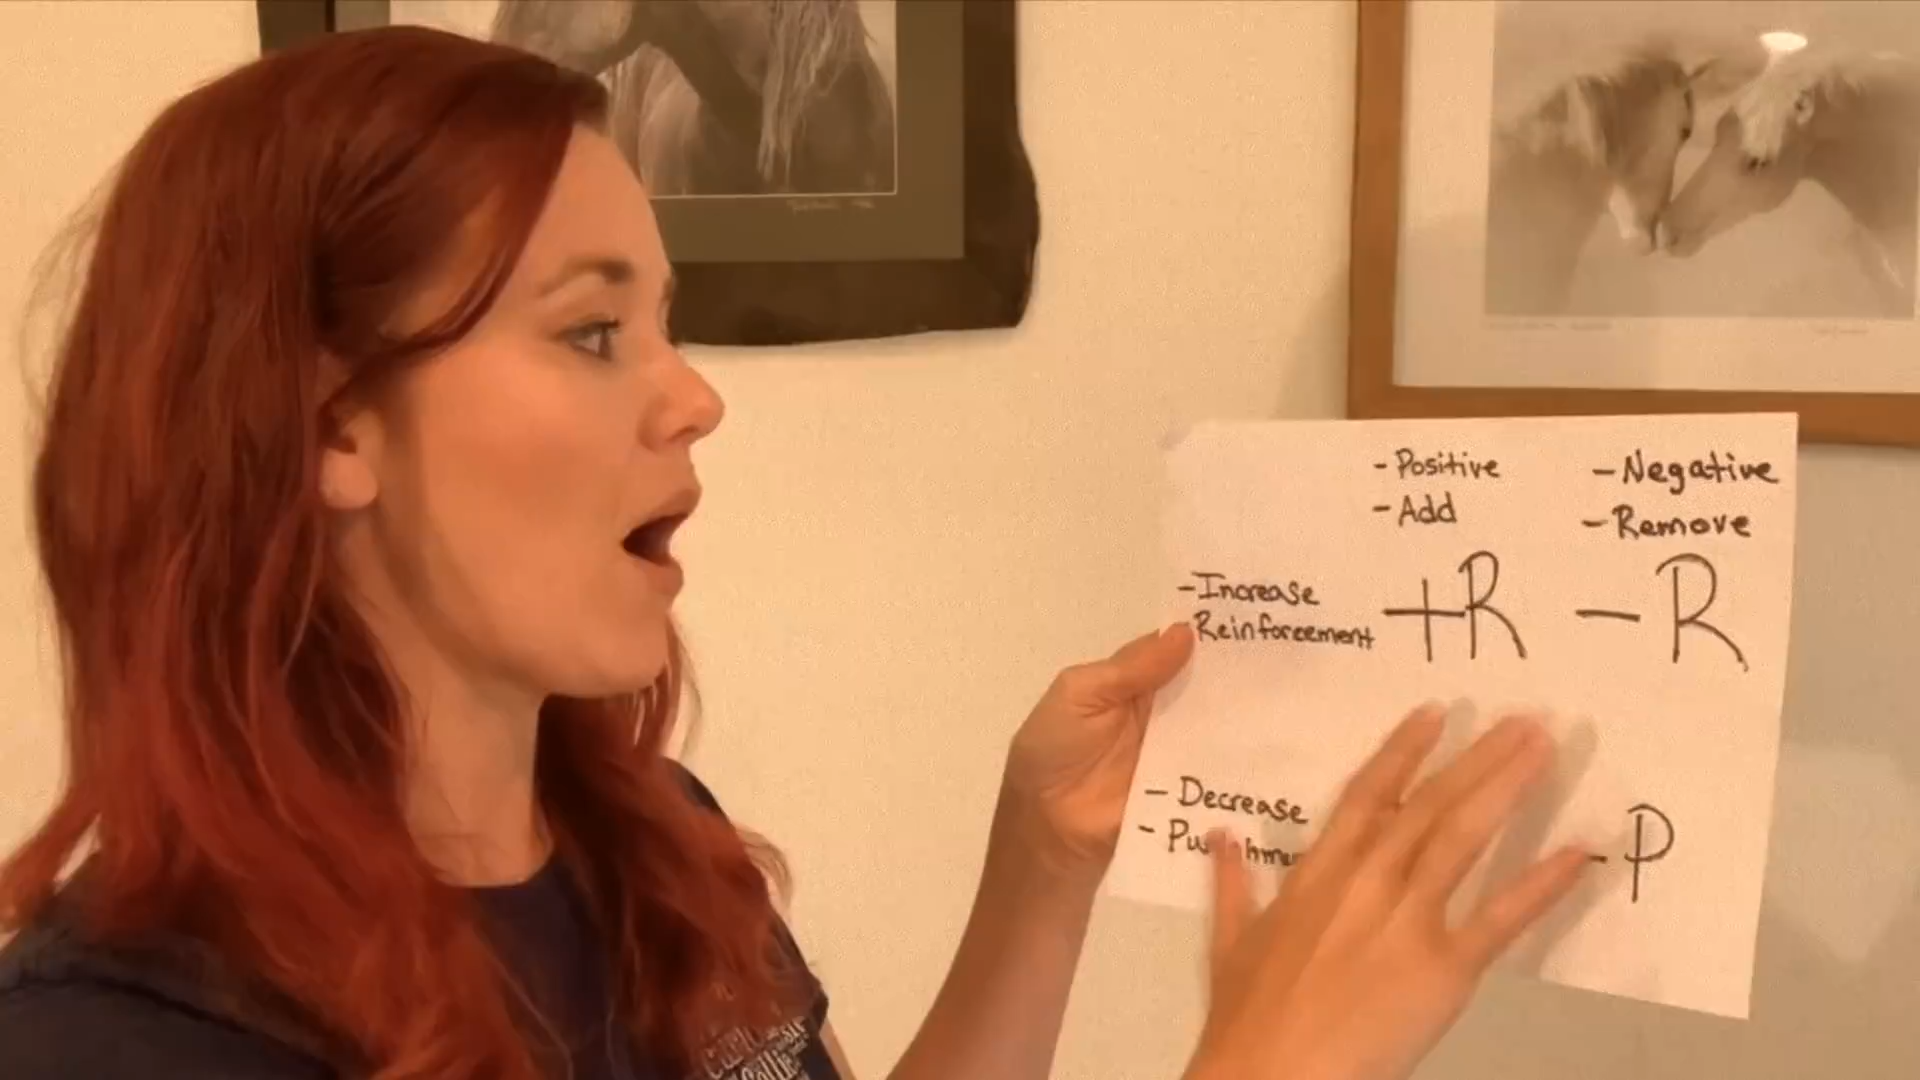 - Positive
- Add
- Negative
- Remove
- Increase
- Reinforcement
+R
- R
- Decrease
-
- P